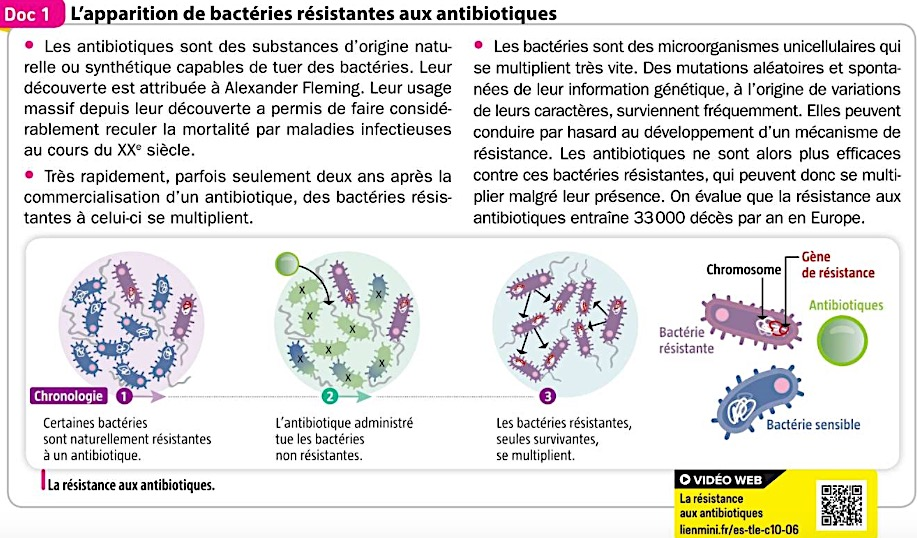 Doc 1 L'apparition de bactéries résistantes aux antibiotiques
• Les antibiotiques sont des substances d'origine natu-
relle ou synthétique capables de tuer des bactéries. Leur
découverte est attribuée à Alexander Fleming. Leur usage
massif depuis leur découverte a permis de faire considé-
rablement reculer la mortalité par maladies infectieuses
au cours du XXe siècle.
• Très rapidement, parfois seulement deux ans après la
commercialisation d'un antibiotique, des bactéries résis-
tantes à celui-ci se multiplient.
• Les bactéries sont des microorganismes unicellulaires qui
se multiplient très vite. Des mutations aléatoires et sponta-
nées de leur information génétique, à l'origine de variations
de leurs caractères, surviennent fréquemment. Elles peuvent
conduire par hasard au développement d'un mécanisme de
résistance. Les antibiotiques ne sont alors plus efficaces
contre ces bactéries résistantes, qui peuvent donc se multi-
plier malgré leur présence. On évalue que la résistance aux
antibiotiques entraîne 33 000 décès par an en Europe.
X X X X X X X
Chronologie 1 2 3
Certaines bactéries
sont naturellement résistantes
à un antibiotique.
L'antibiotique administré
tue les bactéries
non résistantes.
Les bactéries résistantes,
seules survivantes,
se multiplient.
Chromosome
Gène
de résistance
Antibiotiques
Bactérie
résistante
Bactérie sensible
La résistance aux antibiotiques.
VIDÉO WEB
La résistance
aux antibiotiques
lienmini.fr/es-tle-c10-06